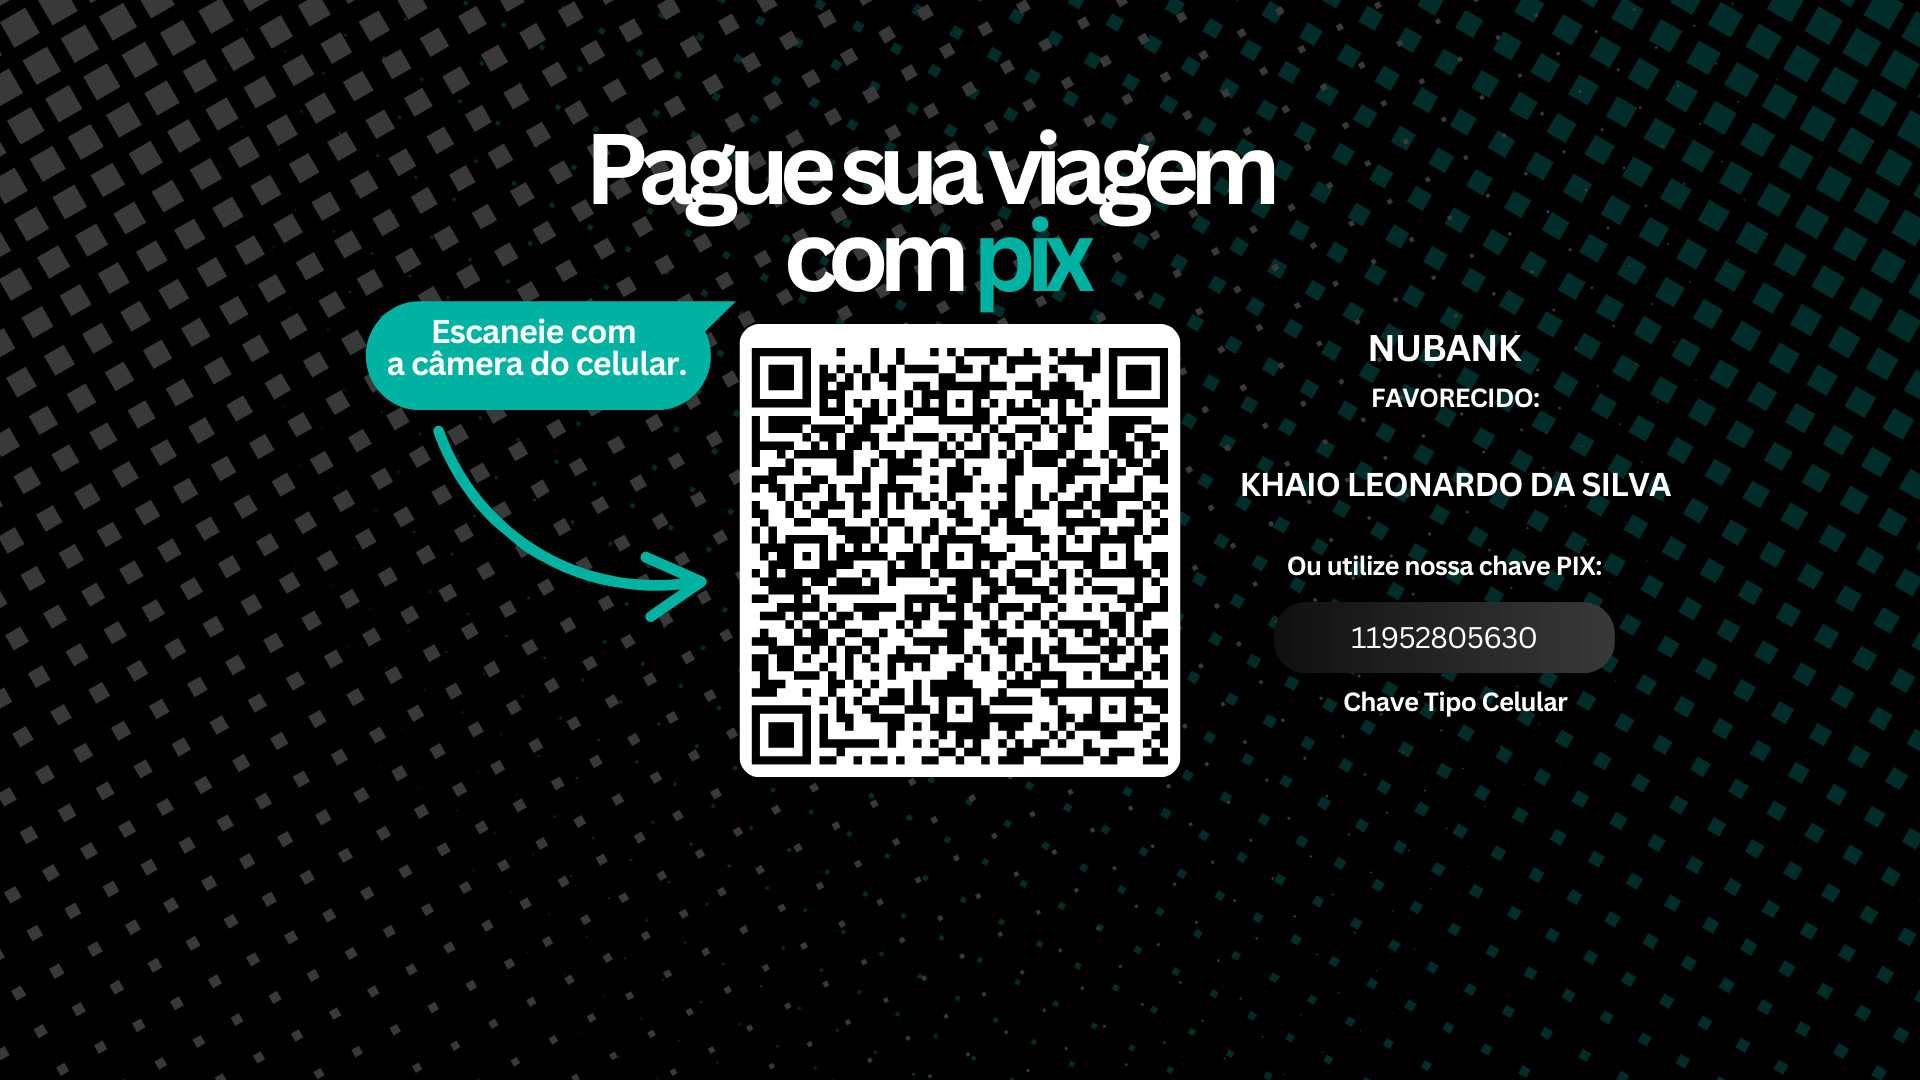 Pague sua viagem
com pix
Escaneie com
a câmera do celular.
NUBANK
FAVORECIDO:
KHAIO LEONARDO DA SILVA
Ou utilize nossa chave PIX:
11952805630
Chave Tipo Celular